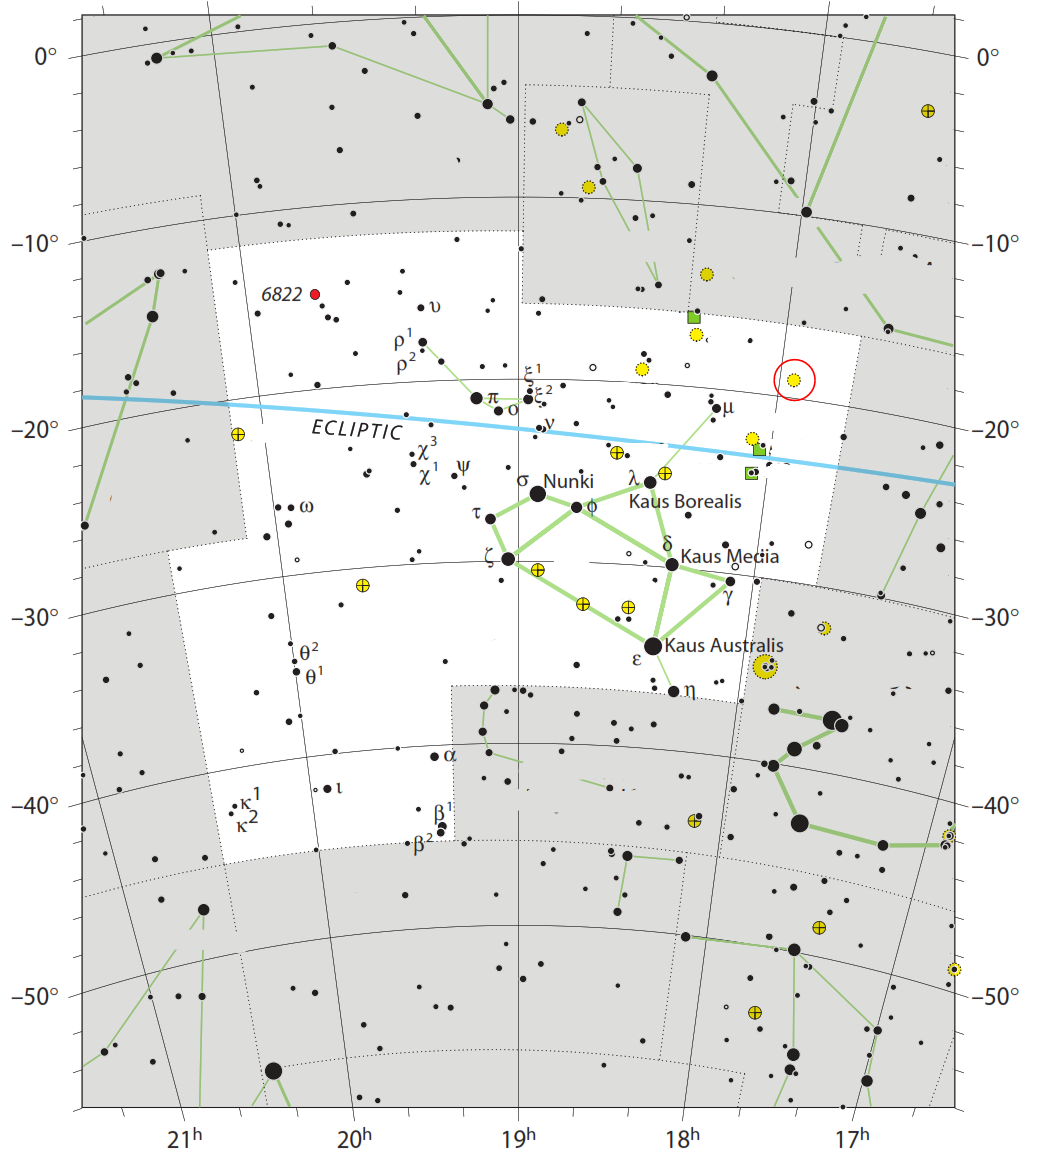 0°
0°
–10°
–10°
6822
υ
ρ1
ρ2
ξ1
π
ξ2
ο
μ
ν
–20°
–20°
ECLIPTIC
χ3
χ1
ψ
σ
Nunki
λ
Kaus Borealis
ω
τ
ϕ
δ
ζ
Kaus Media
γ
–30°
–30°
θ2
Kaus Australis
ε
θ1
η
α
ι
κ1
–40°
–40°
β1
κ2
β2
–50°
–50°
21h
20h
19h
18h
17h